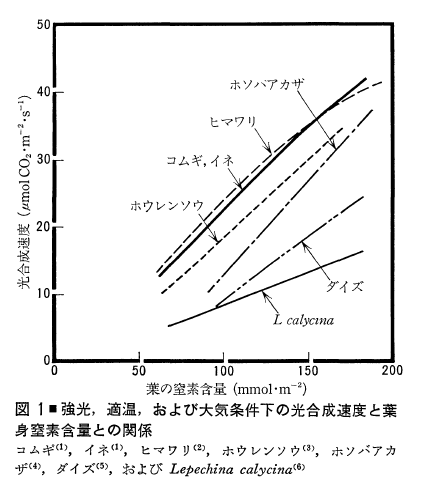 50
40
30
20
10
0
0
50
100
150
200
光合成速度 (μmol CO₂・m⁻²・s⁻¹)
ホソバアカザ
ヒマワリ
コムギ, イネ
ホウレンソウ
ダイズ
L calycina
葉の窒素含量 (mmol・m⁻²)
図 1■強光，適温，および大気条件下の光合成速度と葉
身窒素含量との関係
コムギ⁽¹⁾，イネ⁽¹⁾，ヒマワリ⁽²⁾，ホウレンソウ⁽³⁾，ホソバアカ
ザ⁽⁴⁾，ダイズ⁽⁵⁾，および Lepechina calycina⁽⁶⁾